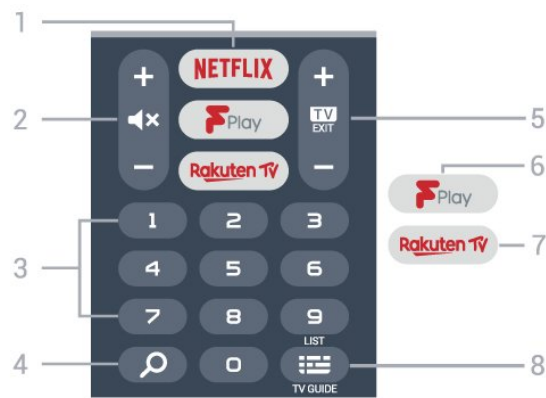 1
NETFLIX
+ +
2
TV
EXIT
5
F Play
Rakuten TV
− −
6
F Play
Rakuten TV
7
3
1 2 3
4 5 6
7 8 9
LIST
4
0
8
TV GUIDE